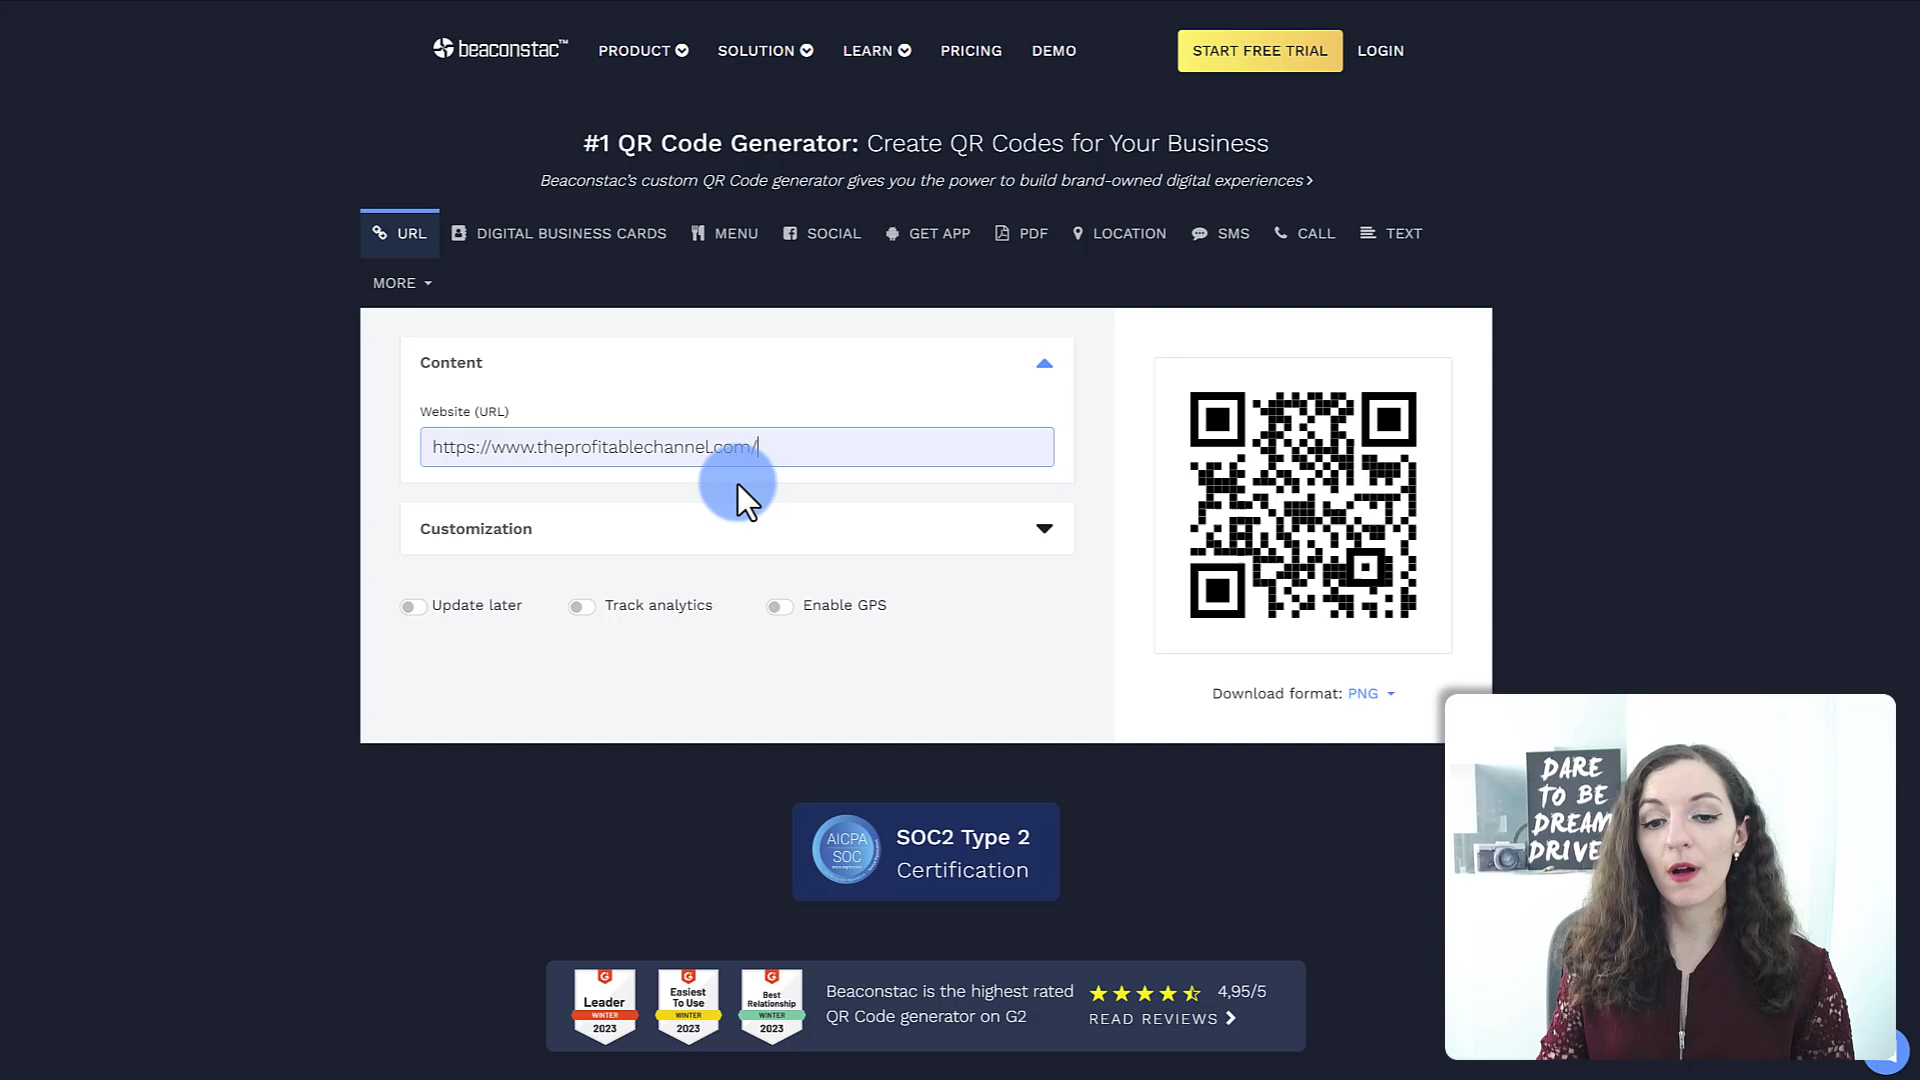 beaconstac™ PRODUCT SOLUTION LEARN PRICING DEMO START FREE TRIAL LOGIN
#1 QR Code Generator: Create QR Codes for Your Business
Beaconstac's custom QR Code generator gives you the power to build brand-owned digital experiences
URL DIGITAL BUSINESS CARDS MENU SOCIAL GET APP PDF LOCATION SMS CALL TEXT
MORE
Content
Website (URL)
https://www.theprofitablechannel.com/
Customization
Update later Track analytics Enable GPS
Download format: PNG
DARE
TO BE
DREAM
DRIVE
AICPA
SOC
SOC2 Type 2
Certification
Leader
WINTER
2023
Easiest
To Use
WINTER
2023
Best
Relationship
WINTER
2023
Beaconstac is the highest rated
QR Code generator on G2
4,95/5
READ REVIEWS